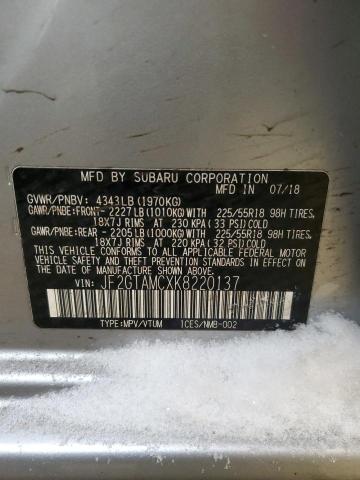 MFD BY SUBARU CORPORATION
MFD IN 07/18
GVWR/PNBV: 4343LB (1970KG)
GAWR/PNBE:FRONT- 2227LB(1010KG)WITH 225/55R18 98H TIRES
18X7J RIMS AT 230 KPA (33 PSI)COLD
GAWR/PNBE:REAR- 2205LB(1000KG)WITH 225/55R18 98H TIRES
18X7J RIMS AT 220 KPA (32 PSI)COLD
THIS VEHICLE CONFORMS TO ALL APPLICABLE FEDERAL MOTOR
VEHICLE SAFETY AND THEFT PREVENTION STANDARDS
IN EFFECT ON THE DATE OF MANUFACTURE SHOWN ABOVE.
VIN: JF2GTAMCXK8220137
TYPE:MPV/VTUM ICES/NMB-002